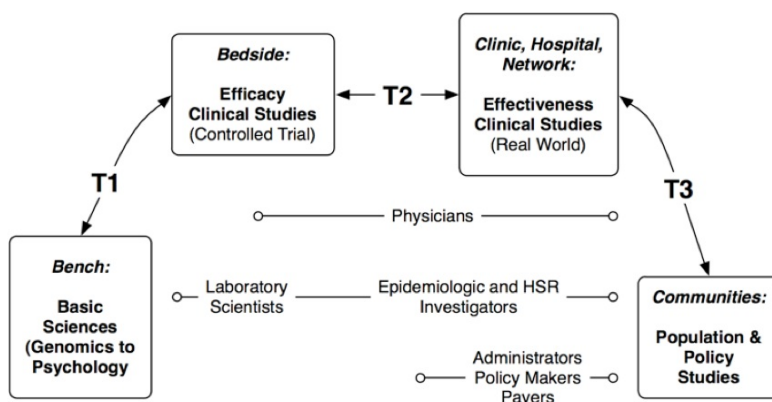 Bedside:
Efficacy
Clinical Studies
(Controlled Trial)
T2
Clinic, Hospital,
Network:
Effectiveness
Clinical Studies
(Real World)
T1
T3
Physicians
Bench:
Basic
Sciences
(Genomics to
Psychology
Laboratory
Scientists
Epidemiologic and HSR
Investigators
Communities:
Population &
Policy
Studies
Administrators
Policy Makers
Payers